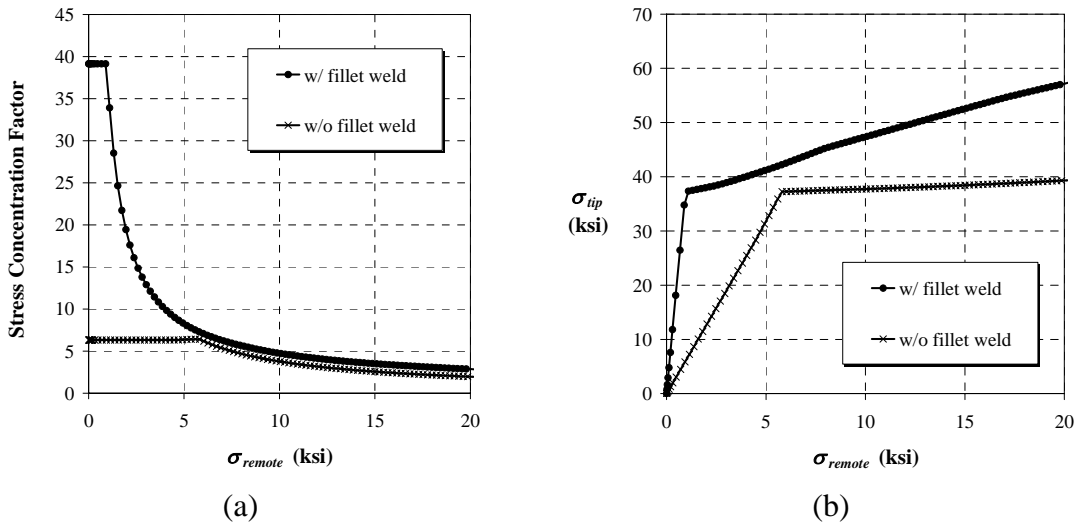 45
40
35
30
25
20
15
10
5
0
Stress Concentration Factor
w/ fillet weld
w/o fillet weld
0 5 10 15 20
σremote (ksi)
(a)
70
60
50
40
30
20
10
0
σtip
(ksi)
w/ fillet weld
w/o fillet weld
0 5 10 15 20
σremote (ksi)
(b)